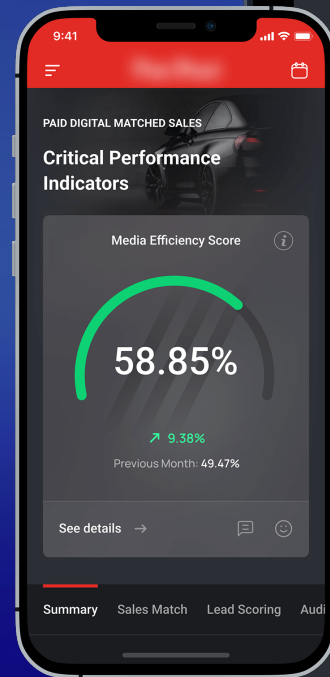 9:41
PAID DIGITAL MATCHED SALES
Critical Performance
Indicators
Media Efficiency Score
i
58.85%
9.38%
Previous Month: 49.47%
See details
Summary Sales Match Lead Scoring Audi